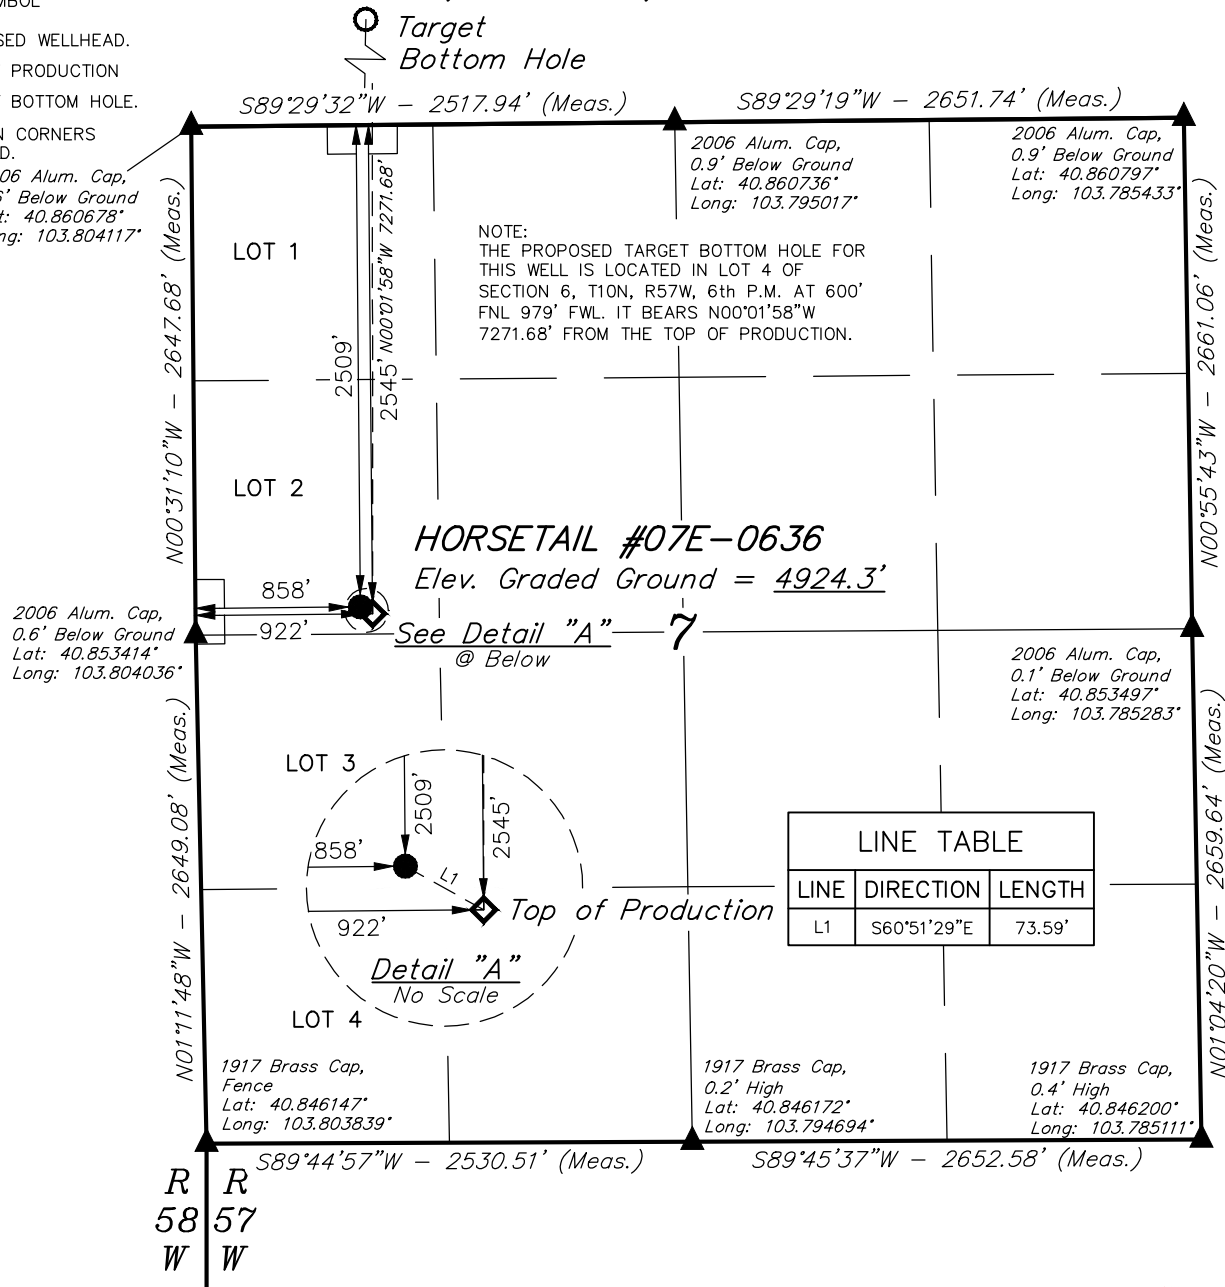 SED WELLHEAD.
PRODUCTION
BOTTOM HOLE.
CORNERS
Target
Bottom Hole
S89°29'32"W - 2517.94' (Meas.)
S89°29'19"W - 2651.74' (Meas.)
06 Alum. Cap,
6' Below Ground
Lat: 40.860678°
Long: 103.804117°
2006 Alum. Cap,
0.9' Below Ground
Lat: 40.860736°
Long: 103.795017°
2006 Alum. Cap,
0.9' Below Ground
Lat: 40.860797°
Long: 103.785433°
N00°31'10"W - 2647.68' (Meas.)
N00°55'43"W - 2661.06' (Meas.)
LOT 1
NOTE:
THE PROPOSED TARGET BOTTOM HOLE FOR
THIS WELL IS LOCATED IN LOT 4 OF
SECTION 6, T10N, R57W, 6th P.M. AT 600'
FNL 979' FWL. IT BEARS N00°01'58"W
7271.68' FROM THE TOP OF PRODUCTION.
N00°01'58"W 7271.68'
2509'
2545'
LOT 2
HORSETAIL #07E-0636
Elev. Graded Ground = 4924.3'
858'
922'
See Detail "A"
@ Below
7
2006 Alum. Cap,
0.6' Below Ground
Lat: 40.853414°
Long: 103.804036°
2006 Alum. Cap,
0.1' Below Ground
Lat: 40.853497°
Long: 103.785283°
N01°11'48"W - 2649.08' (Meas.)
N01°04'20"W - 2659.64' (Meas.)
LOT 3
2509'
2545'
858'
L1
922'
Top of Production
Detail "A"
No Scale
LINE TABLE
LINE DIRECTION LENGTH
L1 S60°51'29"E 73.59'
LOT 4
1917 Brass Cap,
Fence
Lat: 40.846147°
Long: 103.803839°
1917 Brass Cap,
0.2' High
Lat: 40.846172°
Long: 103.794694°
1917 Brass Cap,
0.4' High
Lat: 40.846200°
Long: 103.785111°
S89°44'57"W - 2530.51' (Meas.)
S89°45'37"W - 2652.58' (Meas.)
R R
58 57
W W